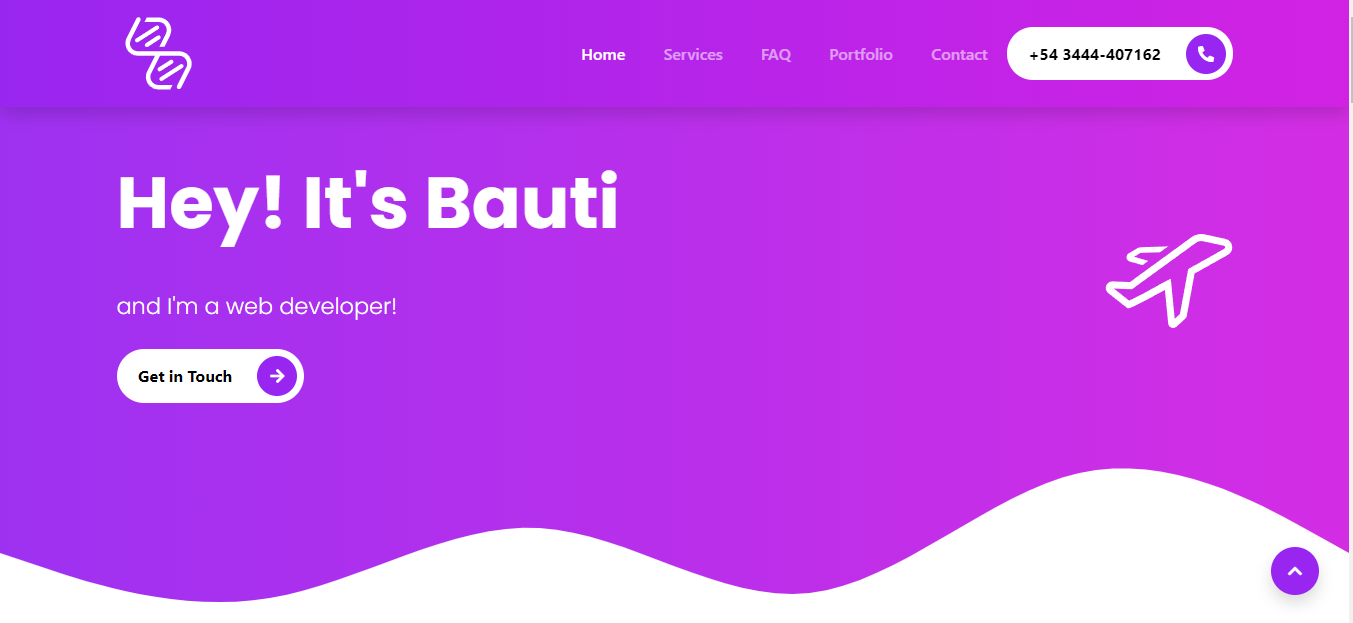 Home Services FAQ Portfolio Contact +54 3444-407162
Hey! It's Bauti
and I'm a web developer!
Get in Touch